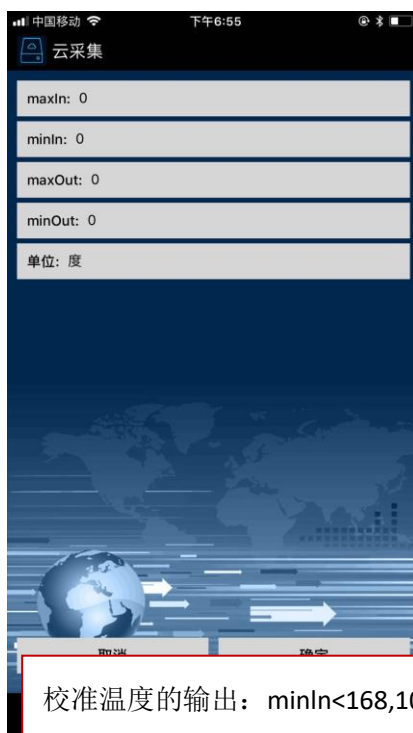 中国移动 下午6:55
云采集
maxIn: 0
minIn: 0
maxOut: 0
minOut: 0
单位: 度
取消 确定
校准温度的输出：minIn<168,10